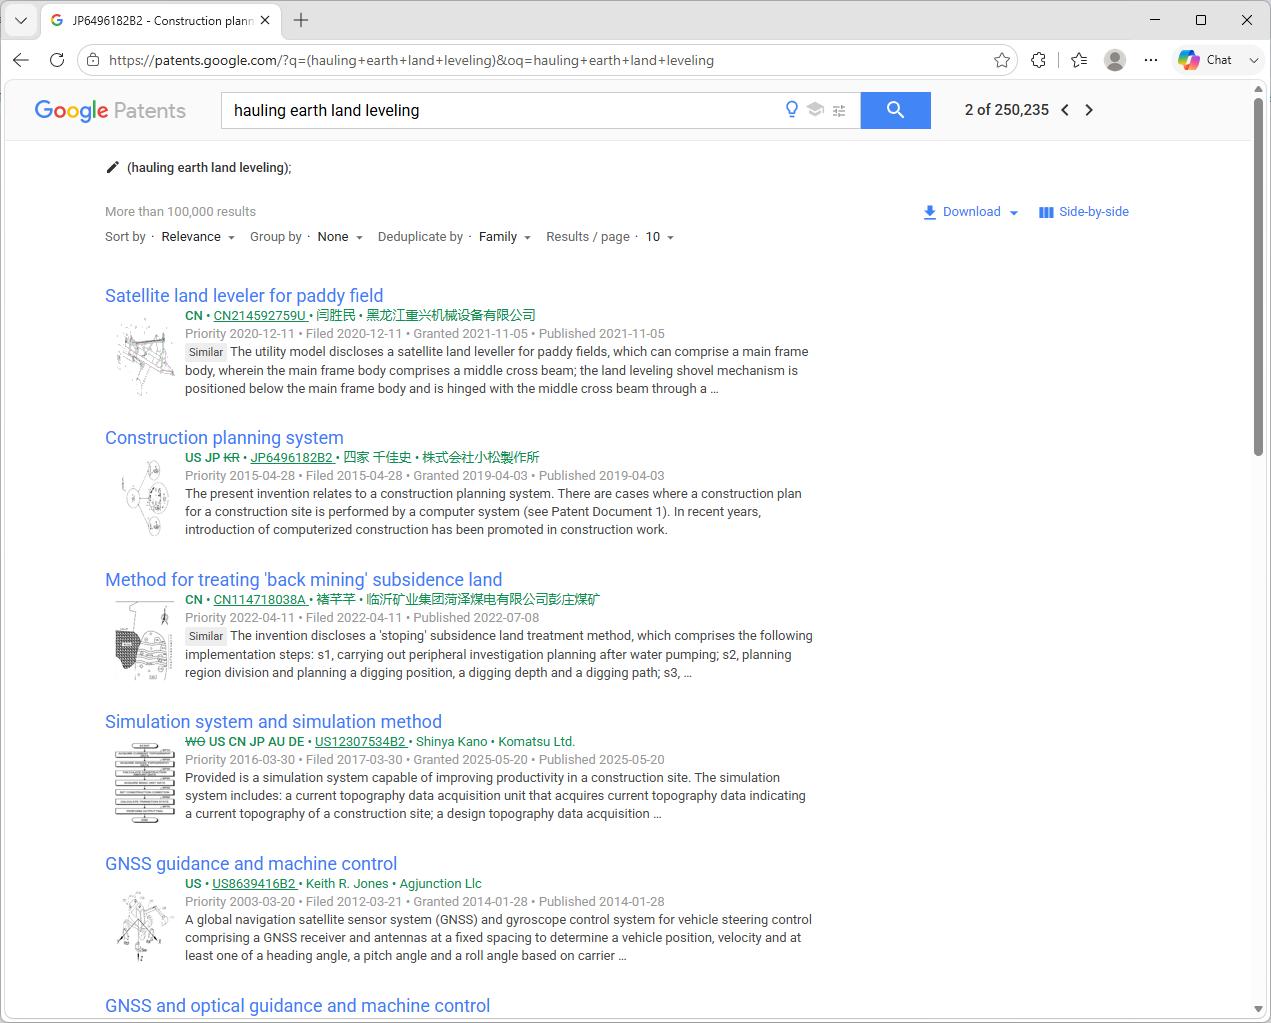 JP6496182B2 - Construction plann
https://patents.google.com/?q=(hauling+earth+land+leveling)&oq=hauling+earth+land+leveling
Chat
Google Patents
hauling earth land leveling
2 of 250,235
(hauling earth land leveling);
More than 100,000 results
Download
Side-by-side
Sort by · Relevance Group by · None Deduplicate by · Family Results / page · 10
Satellite land leveler for paddy field
CN • CN214592759U • 闫胜民 • 黑龙江重兴机械设备有限公司
Priority 2020-12-11 • Filed 2020-12-11 • Granted 2021-11-05 • Published 2021-11-05
Similar The utility model discloses a satellite land leveller for paddy fields, which can comprise a main frame
body, wherein the main frame body comprises a middle cross beam; the land leveling shovel mechanism is
positioned below the main frame body and is hinged with the middle cross beam through a …
Construction planning system
US JP KR • JP6496182B2 • 四家 千佳史 • 株式会社小松製作所
Priority 2015-04-28 • Filed 2015-04-28 • Granted 2019-04-03 • Published 2019-04-03
The present invention relates to a construction planning system. There are cases where a construction plan
for a construction site is performed by a computer system (see Patent Document 1). In recent years,
introduction of computerized construction has been promoted in construction work.
Method for treating 'back mining' subsidence land
CN • CN114718038A • 褚芊芊 • 临沂矿业集团菏泽煤电有限公司彭庄煤矿
Priority 2022-04-11 • Filed 2022-04-11 • Published 2022-07-08
Similar The invention discloses a 'stoping' subsidence land treatment method, which comprises the following
implementation steps: s1, carrying out peripheral investigation planning after water pumping; s2, planning
region division and planning a digging position, a digging depth and a digging path; s3, …
Simulation system and simulation method
WO US CN JP AU DE • US12307534B2 • Shinya Kano • Komatsu Ltd.
Priority 2016-03-30 • Filed 2017-03-30 • Granted 2025-05-20 • Published 2025-05-20
Provided is a simulation system capable of improving productivity in a construction site. The simulation
system includes: a current topography data acquisition unit that acquires current topography data indicating
a current topography of a construction site; a design topography data acquisition …
GNSS guidance and machine control
US • US8639416B2 • Keith R. Jones • Agjunction Llc
Priority 2003-03-20 • Filed 2012-03-21 • Granted 2014-01-28 • Published 2014-01-28
A global navigation satellite sensor system (GNSS) and gyroscope control system for vehicle steering control
comprising a GNSS receiver and antennas at a fixed spacing to determine a vehicle position, velocity and at
least one of a heading angle, a pitch angle and a roll angle based on carrier …
GNSS and optical guidance and machine control